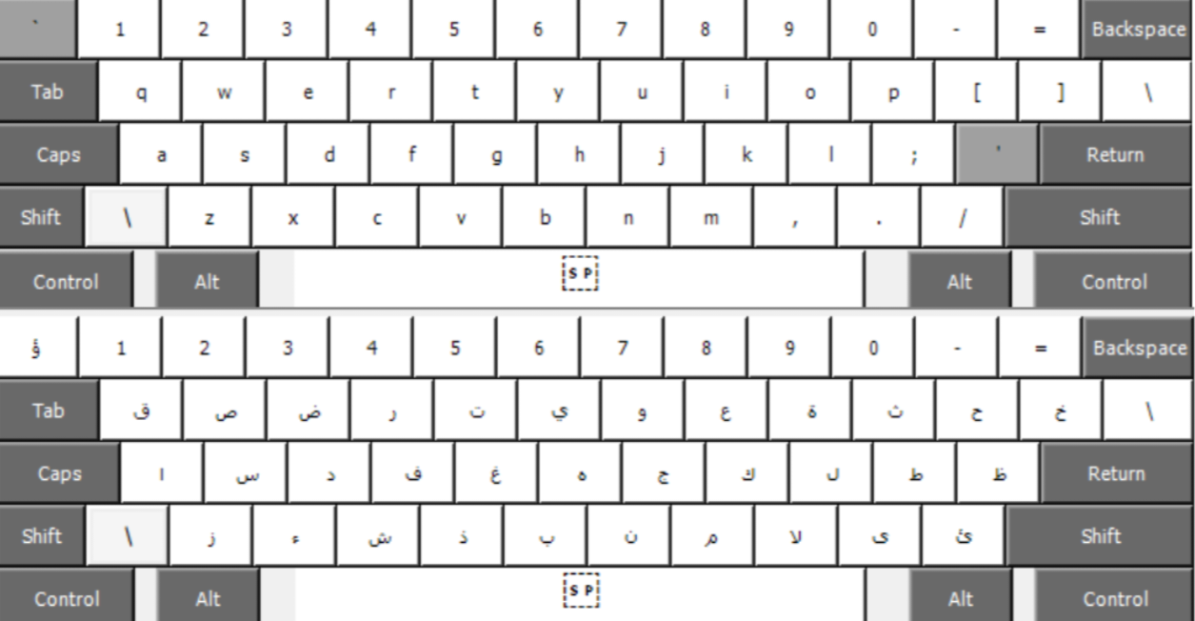 ` 1 2 3 4 5 6 7 8 9 0 - = Backspace
Tab q w e r t y u i o p [ ] \
Caps a s d f g h j k l ; ' Return
Shift \ z x c v b n m , . / Shift
Control Alt SP Alt Control
ؤ 1 2 3 4 5 6 7 8 9 0 - = Backspace
Tab ق ص ض ر ت ي و ع ة ث ح خ \
Caps ا س د ف غ ه ج ك ل ط ظ Return
Shift \ ز ء ش ذ ب ن م لا ى ئ Shift
Control Alt SP Alt Control